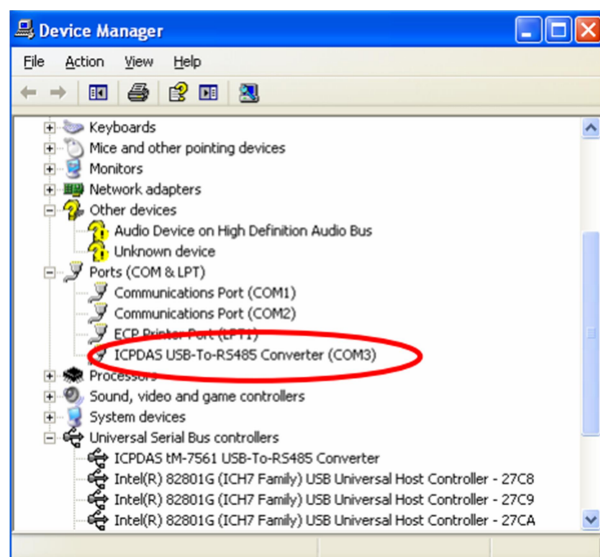 Device Manager
File Action View Help
Keyboards
Mice and other pointing devices
Monitors
Network adapters
Other devices
Audio Device on High Definition Audio Bus
Unknown device
Ports (COM & LPT)
Communications Port (COM1)
Communications Port (COM2)
ECP Printer Port (LPT1)
ICPDAS USB-To-RS485 Converter (COM3)
Processors
Sound, video and game controllers
System devices
Universal Serial Bus controllers
ICPDAS tM-7561 USB-To-RS485 Converter
Intel(R) 82801G (ICH7 Family) USB Universal Host Controller - 27C8
Intel(R) 82801G (ICH7 Family) USB Universal Host Controller - 27C9
Intel(R) 82801G (ICH7 Family) USB Universal Host Controller - 27CA